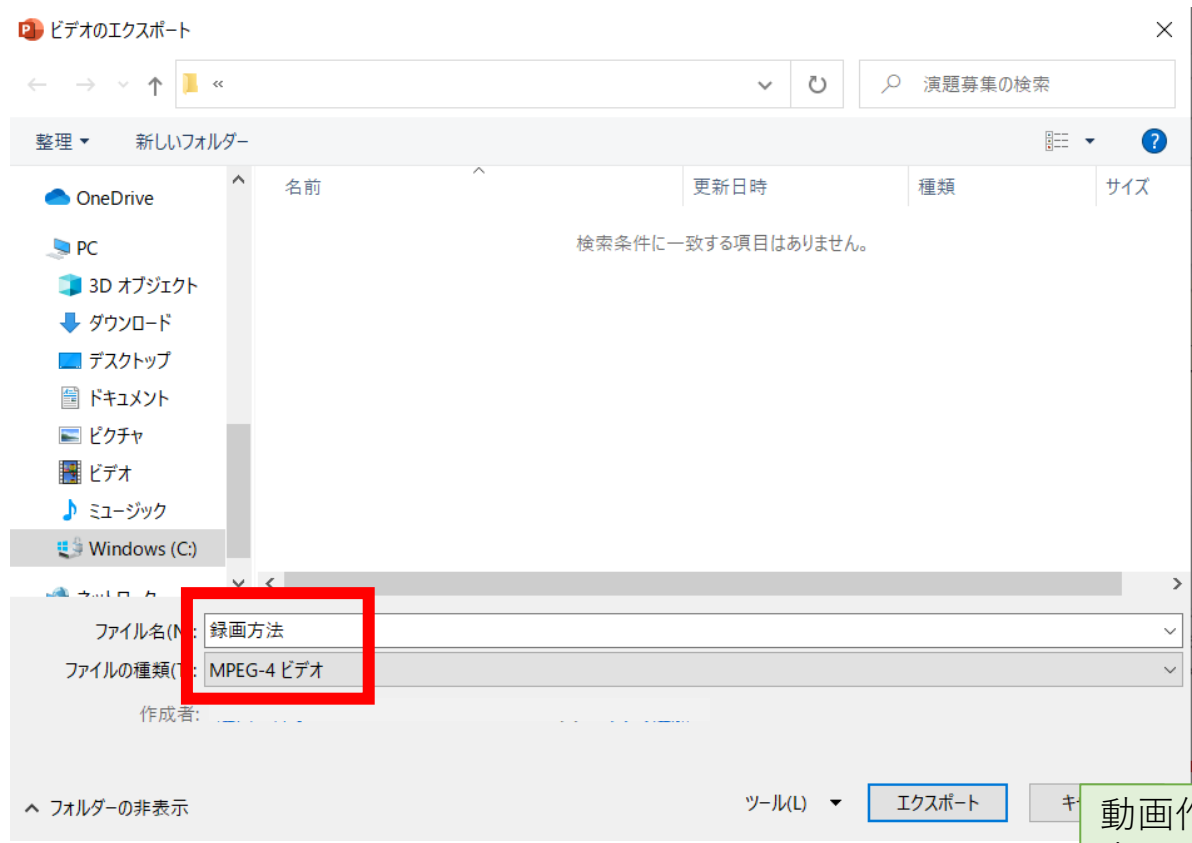 ビデオのエクスポート
«
演題募集の検索
整理
新しいフォルダー
名前 更新日時 種類 サイズ
検索条件に一致する項目はありません。
OneDrive
PC
3D オブジェクト
ダウンロード
デスクトップ
ドキュメント
ピクチャ
ビデオ
ミュージック
Windows (C:)
ファイル名(N: 録画方法
ファイルの種類(T: MPEG-4 ビデオ
作成者:
フォルダーの非表示
ツール(L) エクスポート キ
動画作